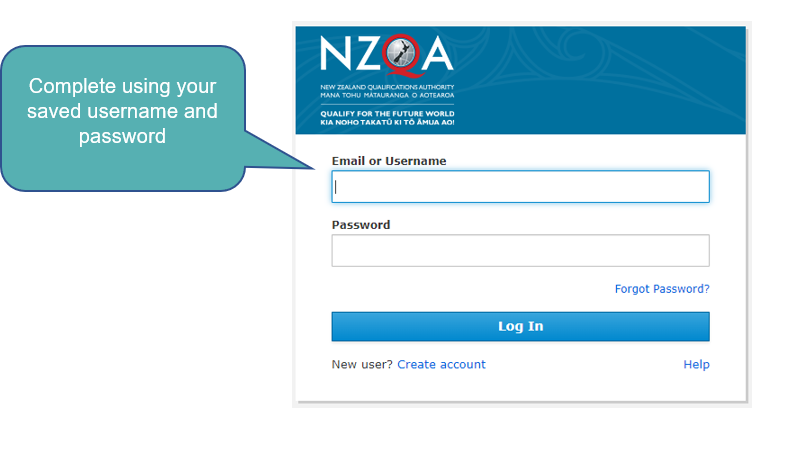 Complete using your
saved username and
password
NZQA
NEW ZEALAND QUALIFICATIONS AUTHORITY
MANA TOHU MĀTAURANGA O AOTEAROA
QUALIFY FOR THE FUTURE WORLD
KIA NOHO TAKATŪ KI TŌ ĀMUA AO!
Email or Username
Password
Forgot Password?
Log In
New user? Create account Help